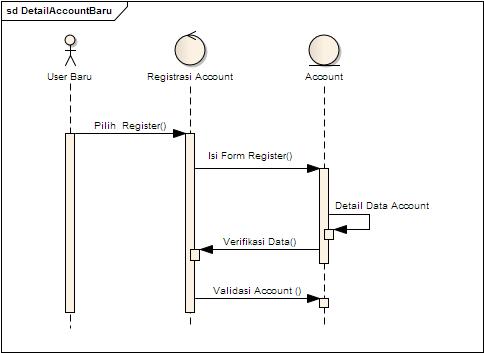 sd DetailAccountBaru
User Baru
Registrasi Account
Account
Pilih Register()
Isi Form Register()
Detail Data Account
Verifikasi Data()
Validasi Account ()